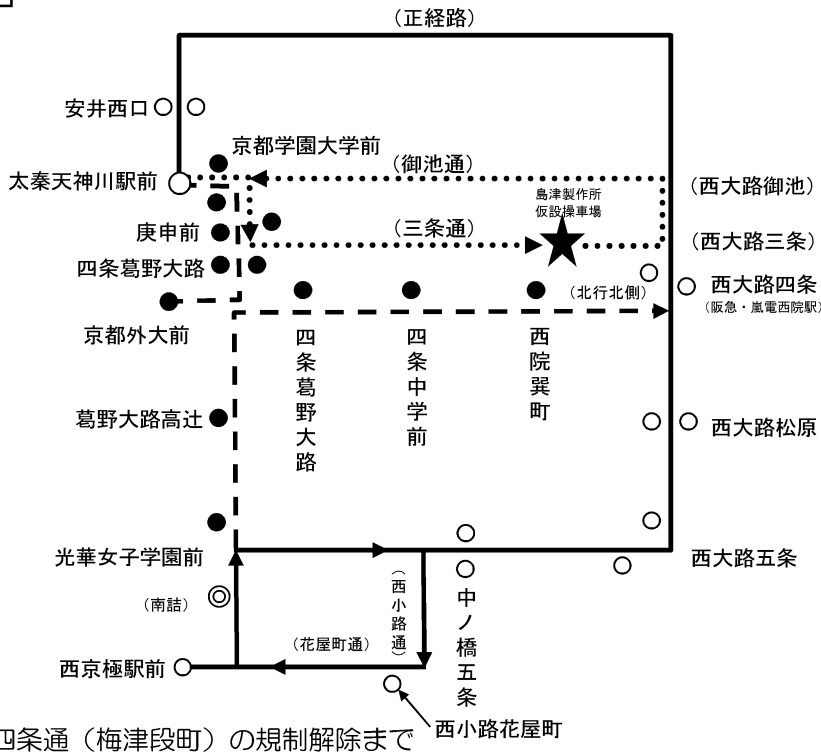 （正経路）
安井西口
京都学園大学前
太秦天神川駅前
（御池通）
（西大路御池）
島津製作所
仮設操車場
庚申前
（三条通）
（西大路三条）
四条葛野大路
（北行北側）
西大路四条
（阪急・嵐電西院駅）
京都外大前
四条葛野大路
四条中学前
西院巽町
葛野大路高辻
西大路松原
光華女子学園前
西大路五条
（南詰）
（西小路通）
中ノ橋五条
（花屋町通）
西京極駅前
西小路花屋町
四条通（梅津段町）の規制解除まで